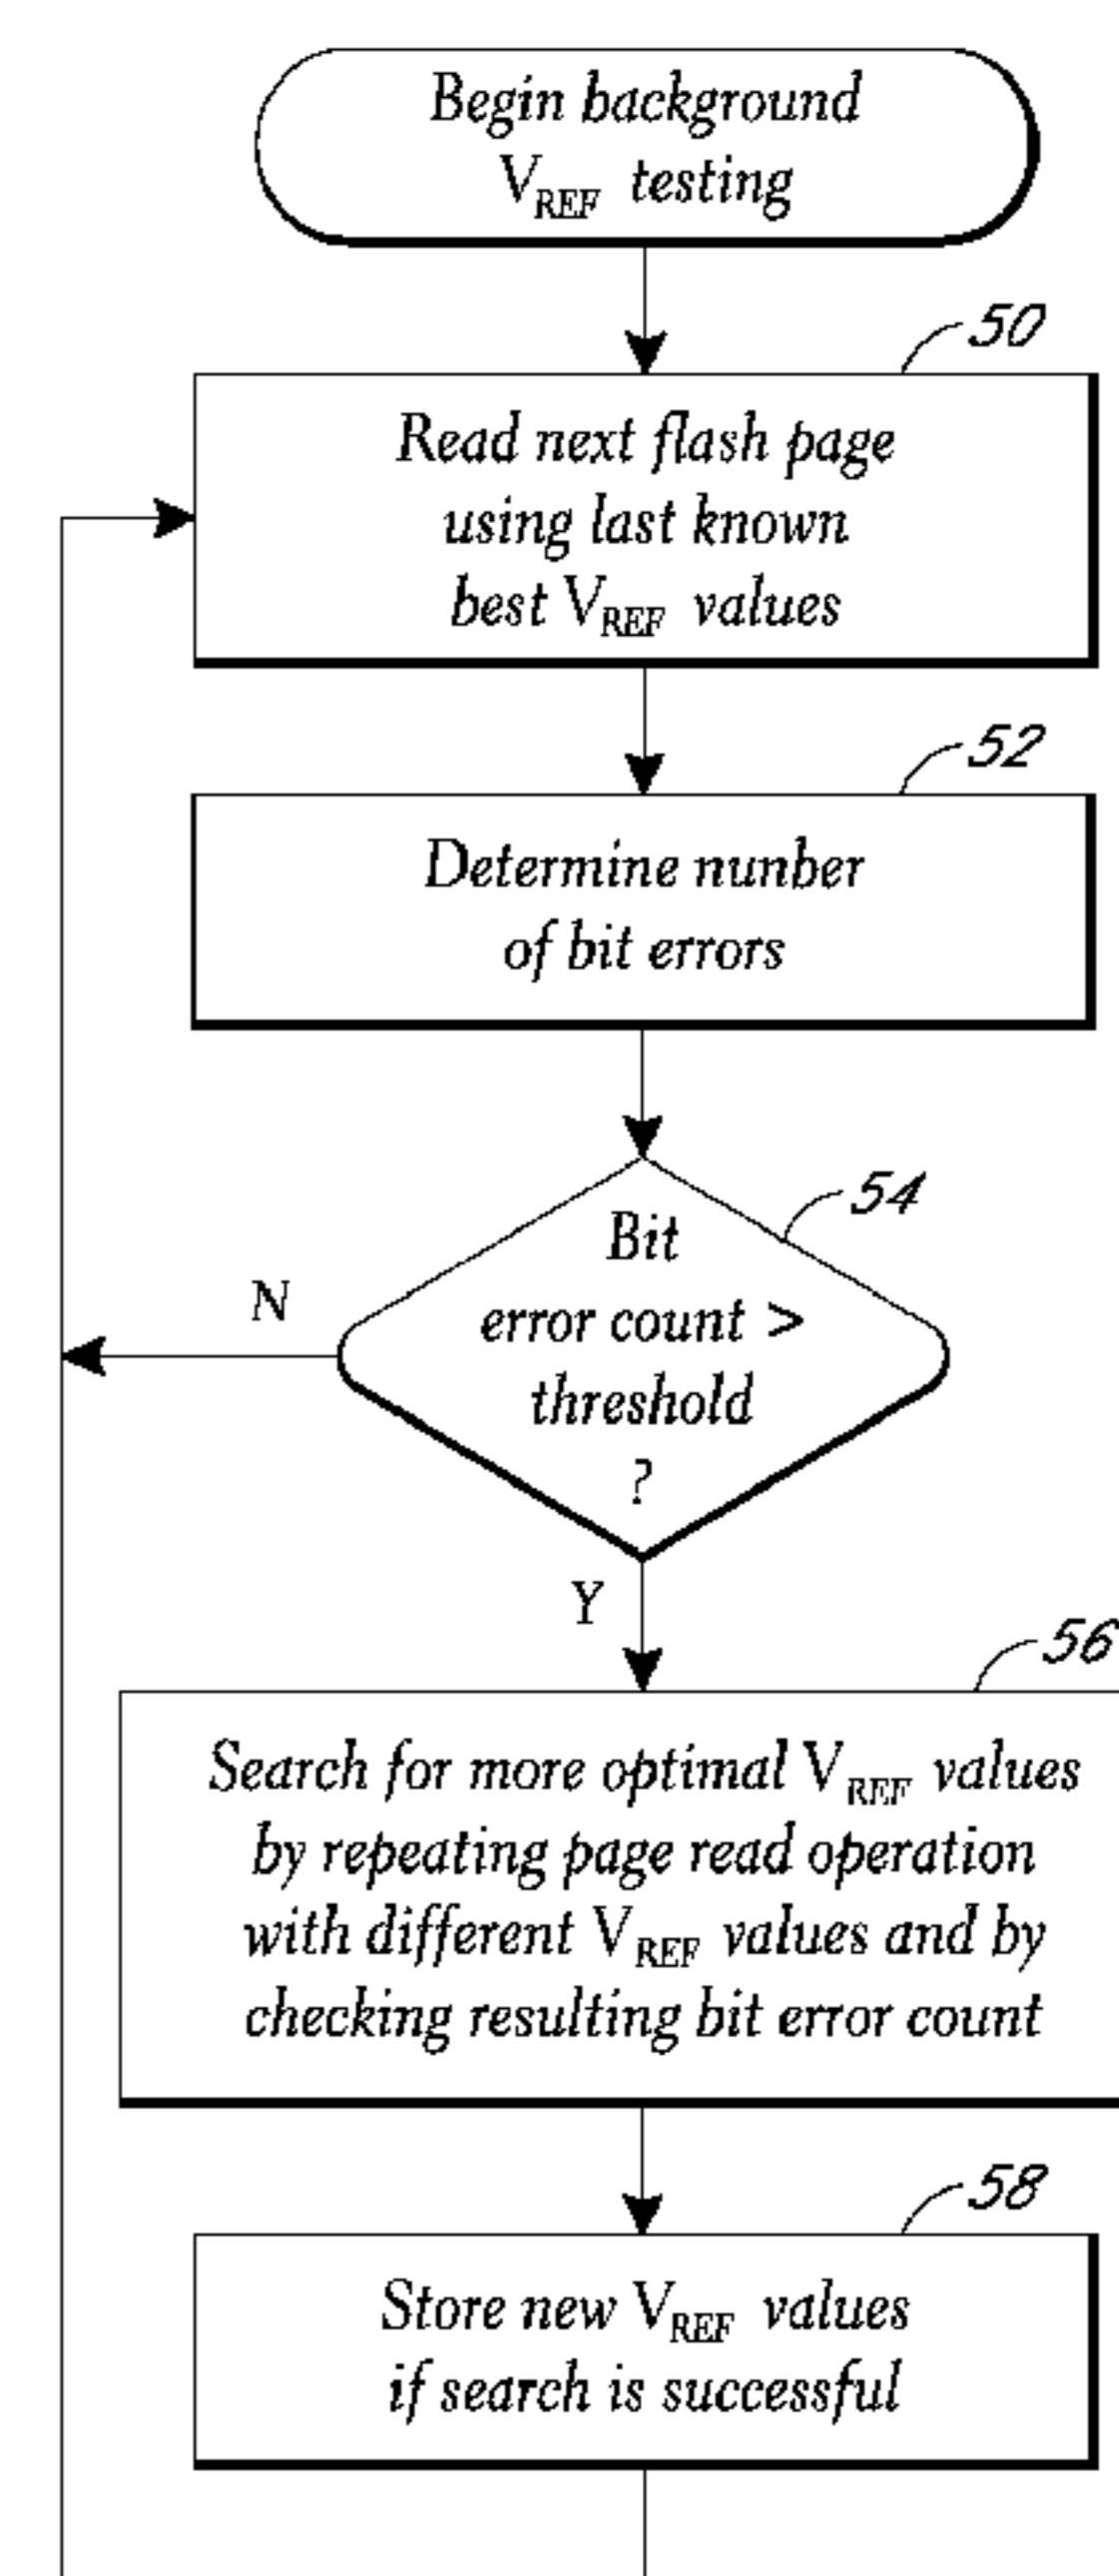 Begin background
VREF testing
50
Read next flash page
using last known
best VREF values
52
Determine nunber
of bit errors
54
Bit
error count >
threshold
?
N
Y
56
Search for more optimal VREF values
by repeating page read operation
with different VREF values and by
checking resulting bit error count
58
Store new VREF values
if search is successful